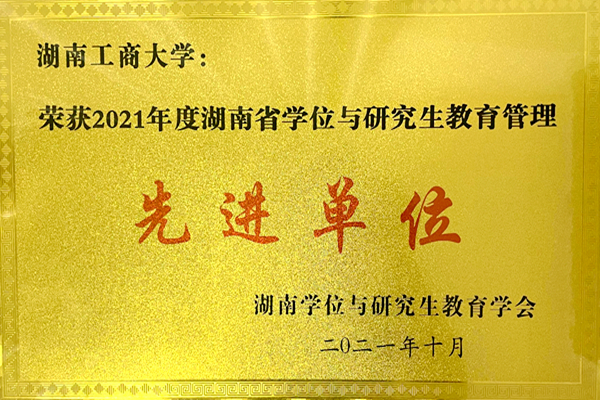 湖南工商大学：
荣获2021年度湖南省学位与研究生教育管理
先进单位
湖南学位与研究生教育学会
二〇二一年十月